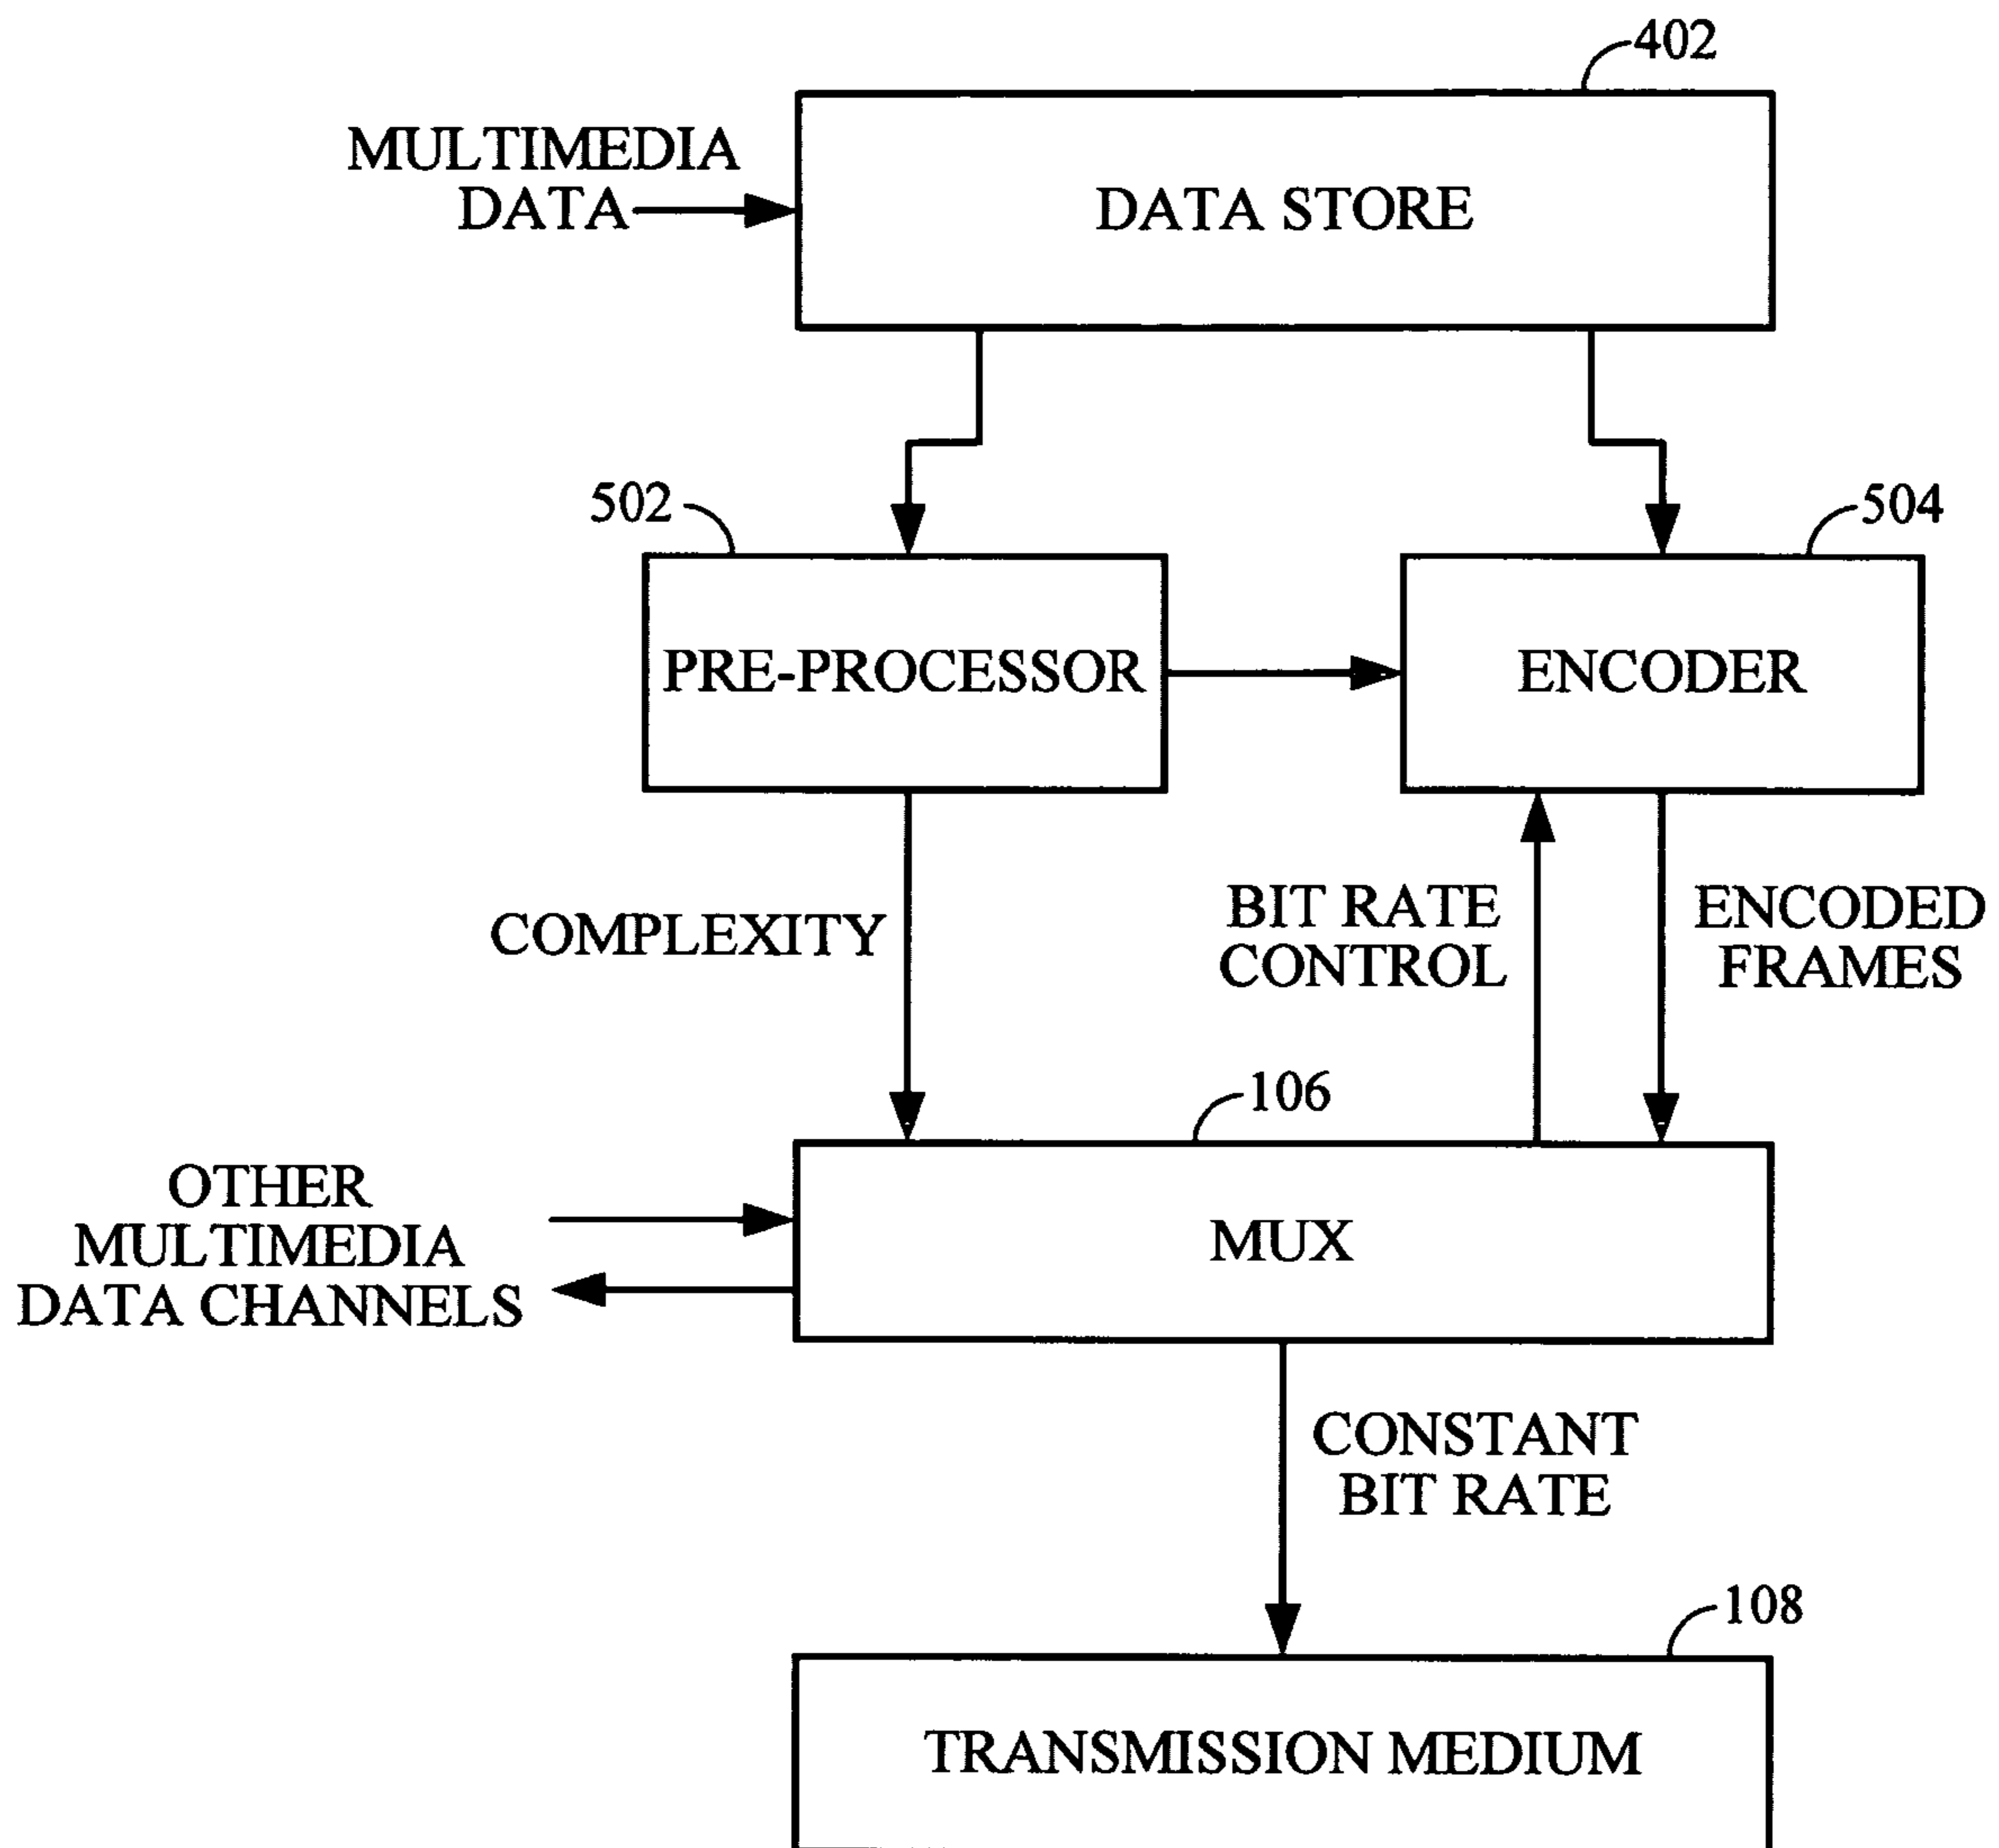 402
MULTIMEDIA
DATA
DATA STORE
502
504
PRE-PROCESSOR
ENCODER
COMPLEXITY
BIT RATE
CONTROL
ENCODED
FRAMES
106
OTHER
MULTIMEDIA
DATA CHANNELS
MUX
CONSTANT
BIT RATE
108
TRANSMISSION MEDIUM